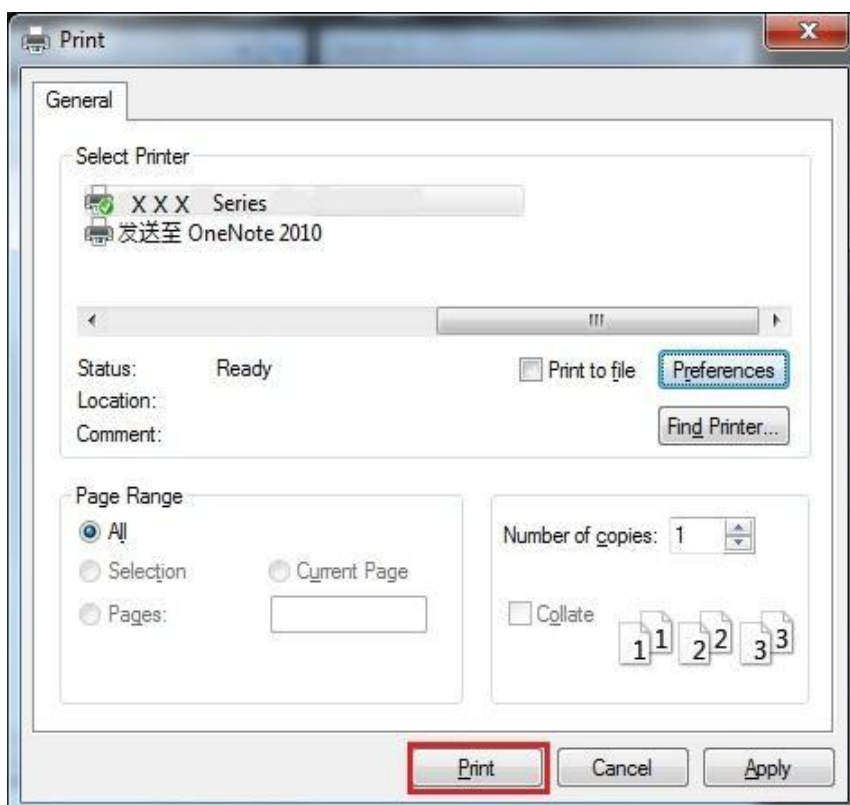 Print
General
Select Printer
X X X Series
发送至 OneNote 2010
Status: Ready
Print to file
Preferences
Location:
Comment:
Find Printer...
Page Range
All
Selection
Current Page
Pages:
Number of copies: 1
Collate
1 1 2 2 3 3
Print
Cancel
Apply